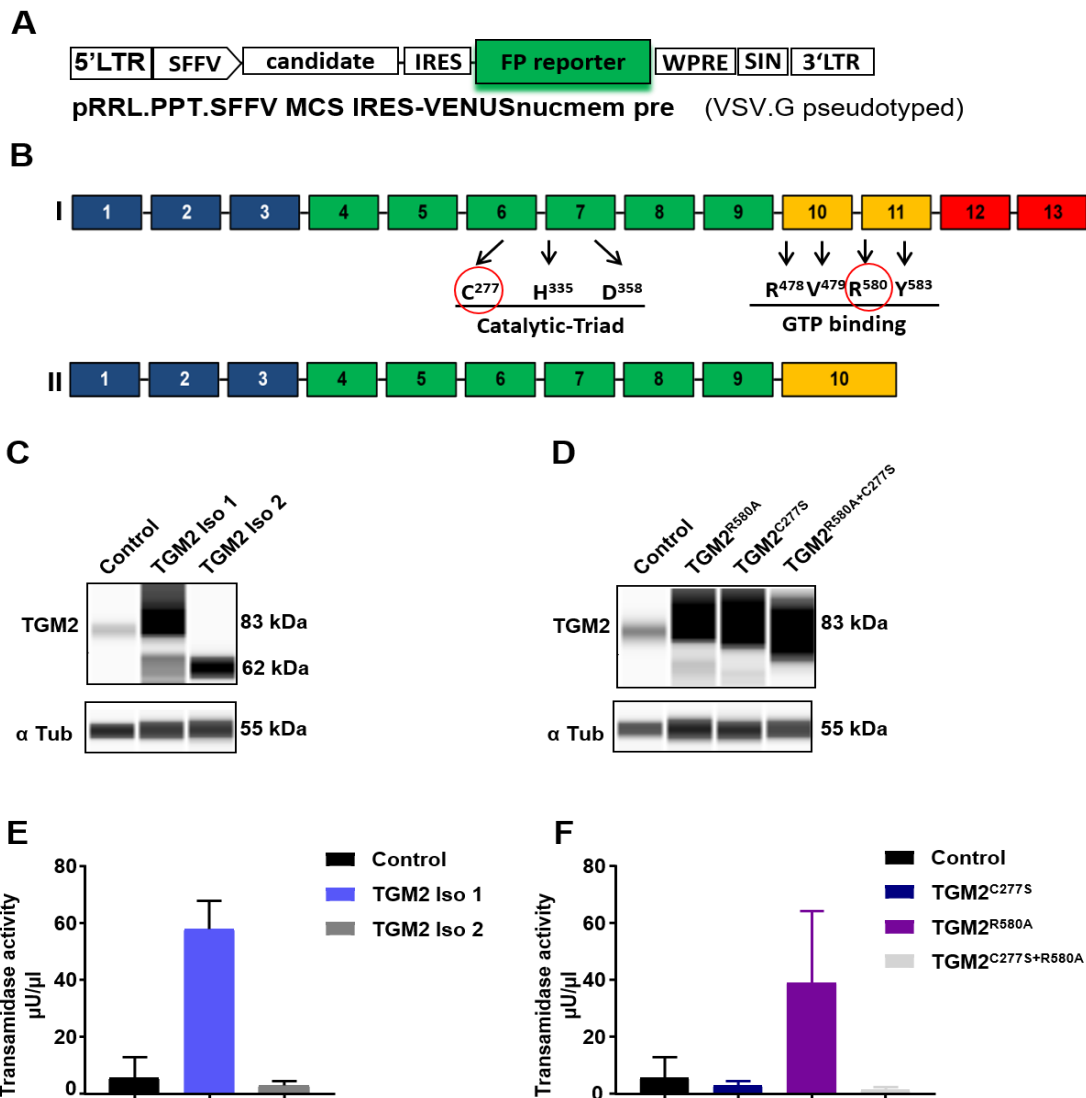 A
5'LTR SFFV candidate IRES FP reporter WPRE SIN 3'LTR
pRRL.PPT.SFFV MCS IRES-VENUSnucmem pre (VSV.G pseudotyped)
B
I 1 2 3 4 5 6 7 8 9 10 11 12 13
C277 H335 D358 R478 V479 R580 Y583
Catalytic-Triad GTP binding
II 1 2 3 4 5 6 7 8 9 10
C
Control TGM2 Iso 1 TGM2 Iso 2
TGM2 83 kDa
62 kDa
α Tub 55 kDa
D
Control TGM2R580A TGM2C277S TGM2R580A+C277S
TGM2 83 kDa
α Tub 55 kDa
E
Transamidase activity
µU/µl
80
60
40
20
0
Control
TGM2 Iso 1
TGM2 Iso 2
F
Transamidase activity
µU/µl
80
60
40
20
0
Control
TGM2C277S
TGM2R580A
TGM2C277S+R580A